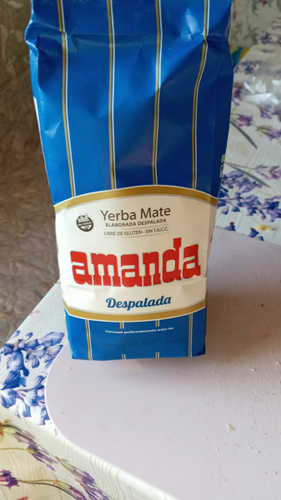 Yerba Mate
ELABORADA DESPALADA
LIBRE DE GLUTEN - SIN T.A.C.C.
amanda
Despalada